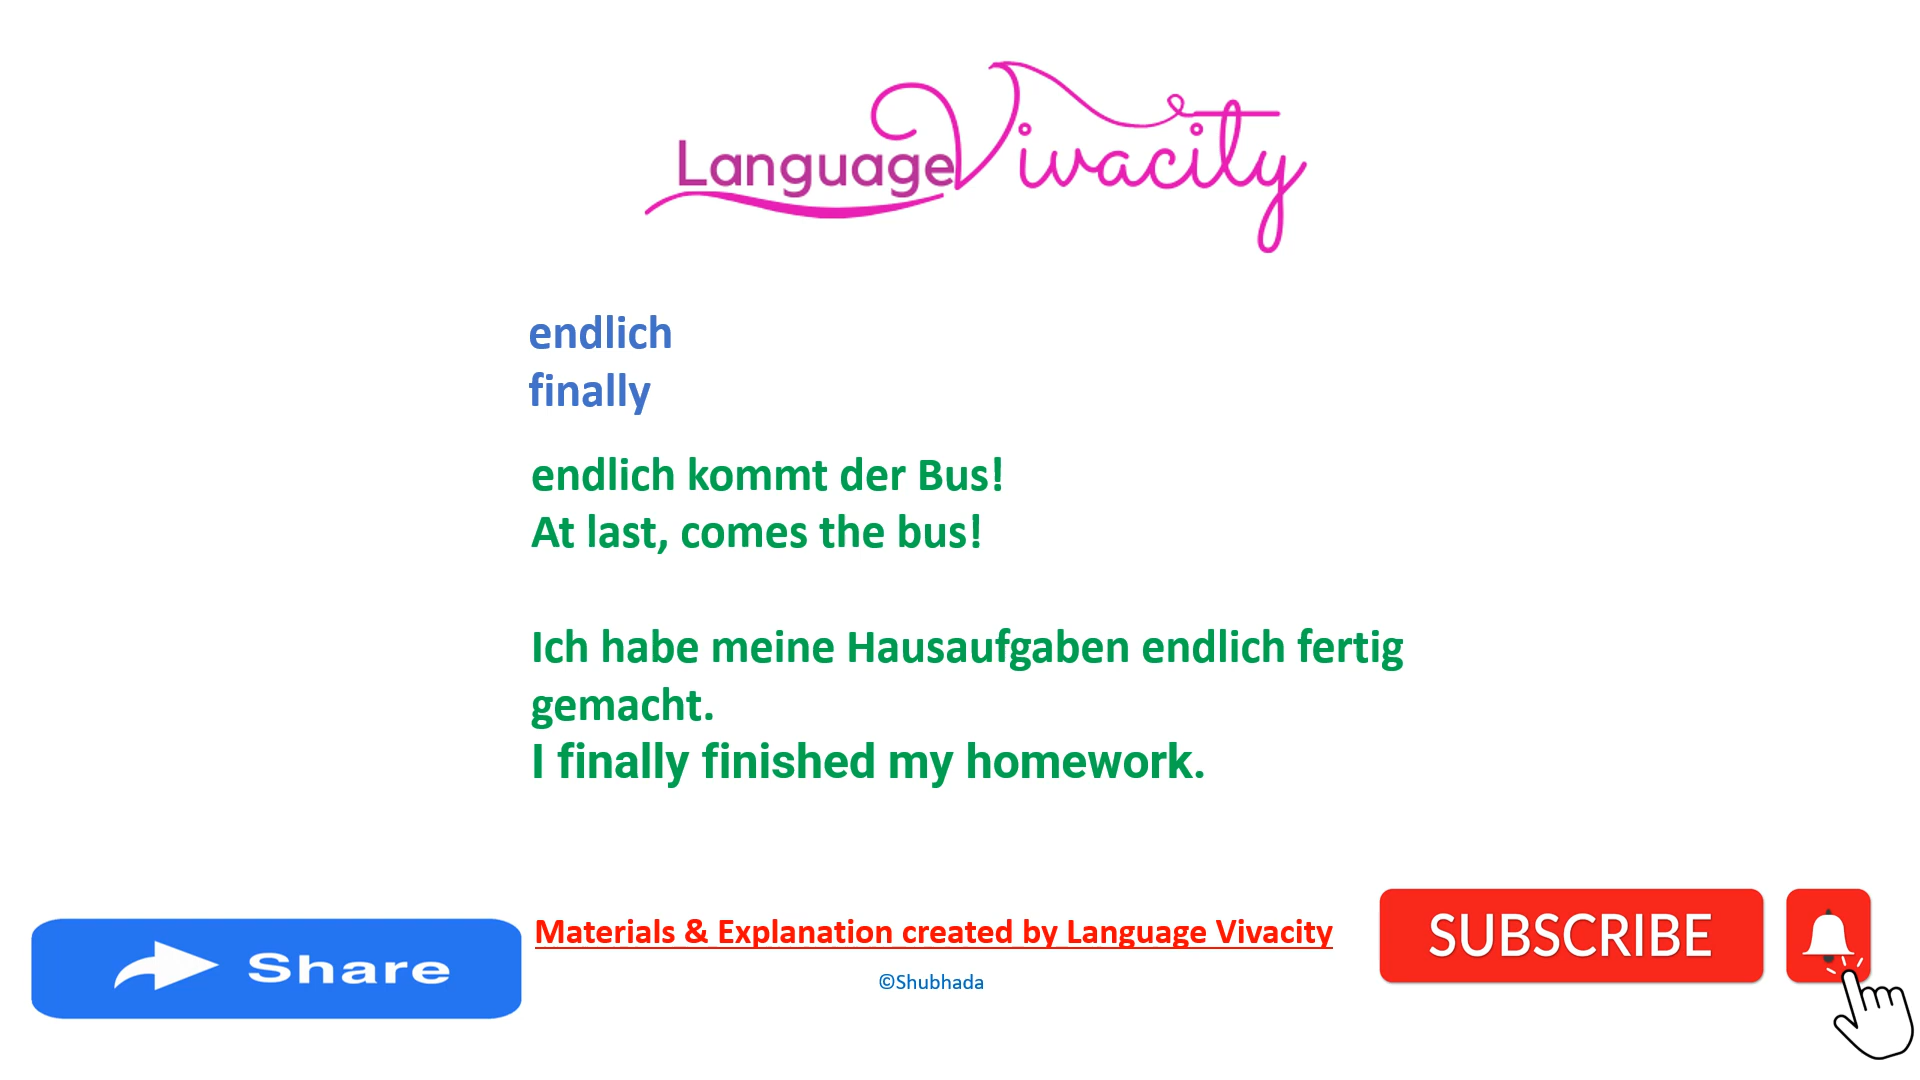 Language Vivacity
endlich
finally
endlich kommt der Bus!
At last, comes the bus!
Ich habe meine Hausaufgaben endlich fertig
gemacht.
I finally finished my homework.
Share
Materials & Explanation created by Language Vivacity
©Shubhada
SUBSCRIBE